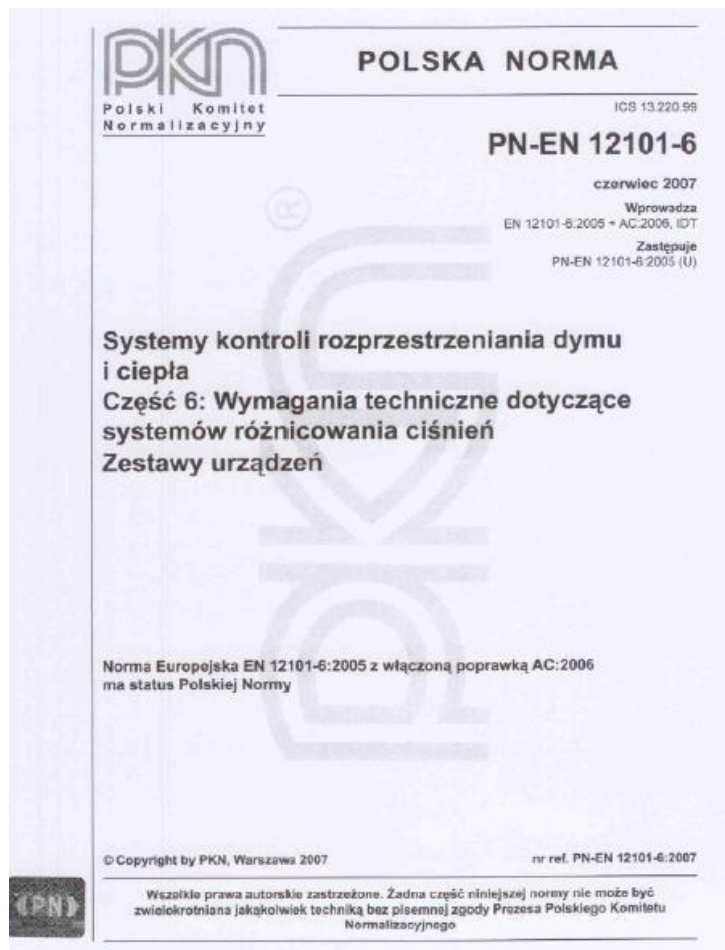 pkn
POLSKA NORMA
Polski Komitet
Normalizacyjny
ICS 13.220.99
PN-EN 12101-6
czerwiec 2007
Wprowadza
EN 12101-6:2005 + AC:2006, IDT
Zastępuje
PN-EN 12101-6:2005 (U)
®
Systemy kontroli rozprzestrzeniania dymu
i ciepła
Część 6: Wymagania techniczne dotyczące
systemów różnicowania ciśnień
Zestawy urządzeń
pkn
Norma Europejska EN 12101-6:2005 z włączoną poprawką AC:2006
ma status Polskiej Normy
© Copyright by PKN, Warszawa 2007
nr ref. PN-EN 12101-6:2007
(PN)
Wszelkie prawa autorskie zastrzeżone. Żadna część niniejszej normy nie może być
zwielokrotniana jakąkolwiek techniką bez pisemnej zgody Prezesa Polskiego Komitetu
Normalizacyjnego